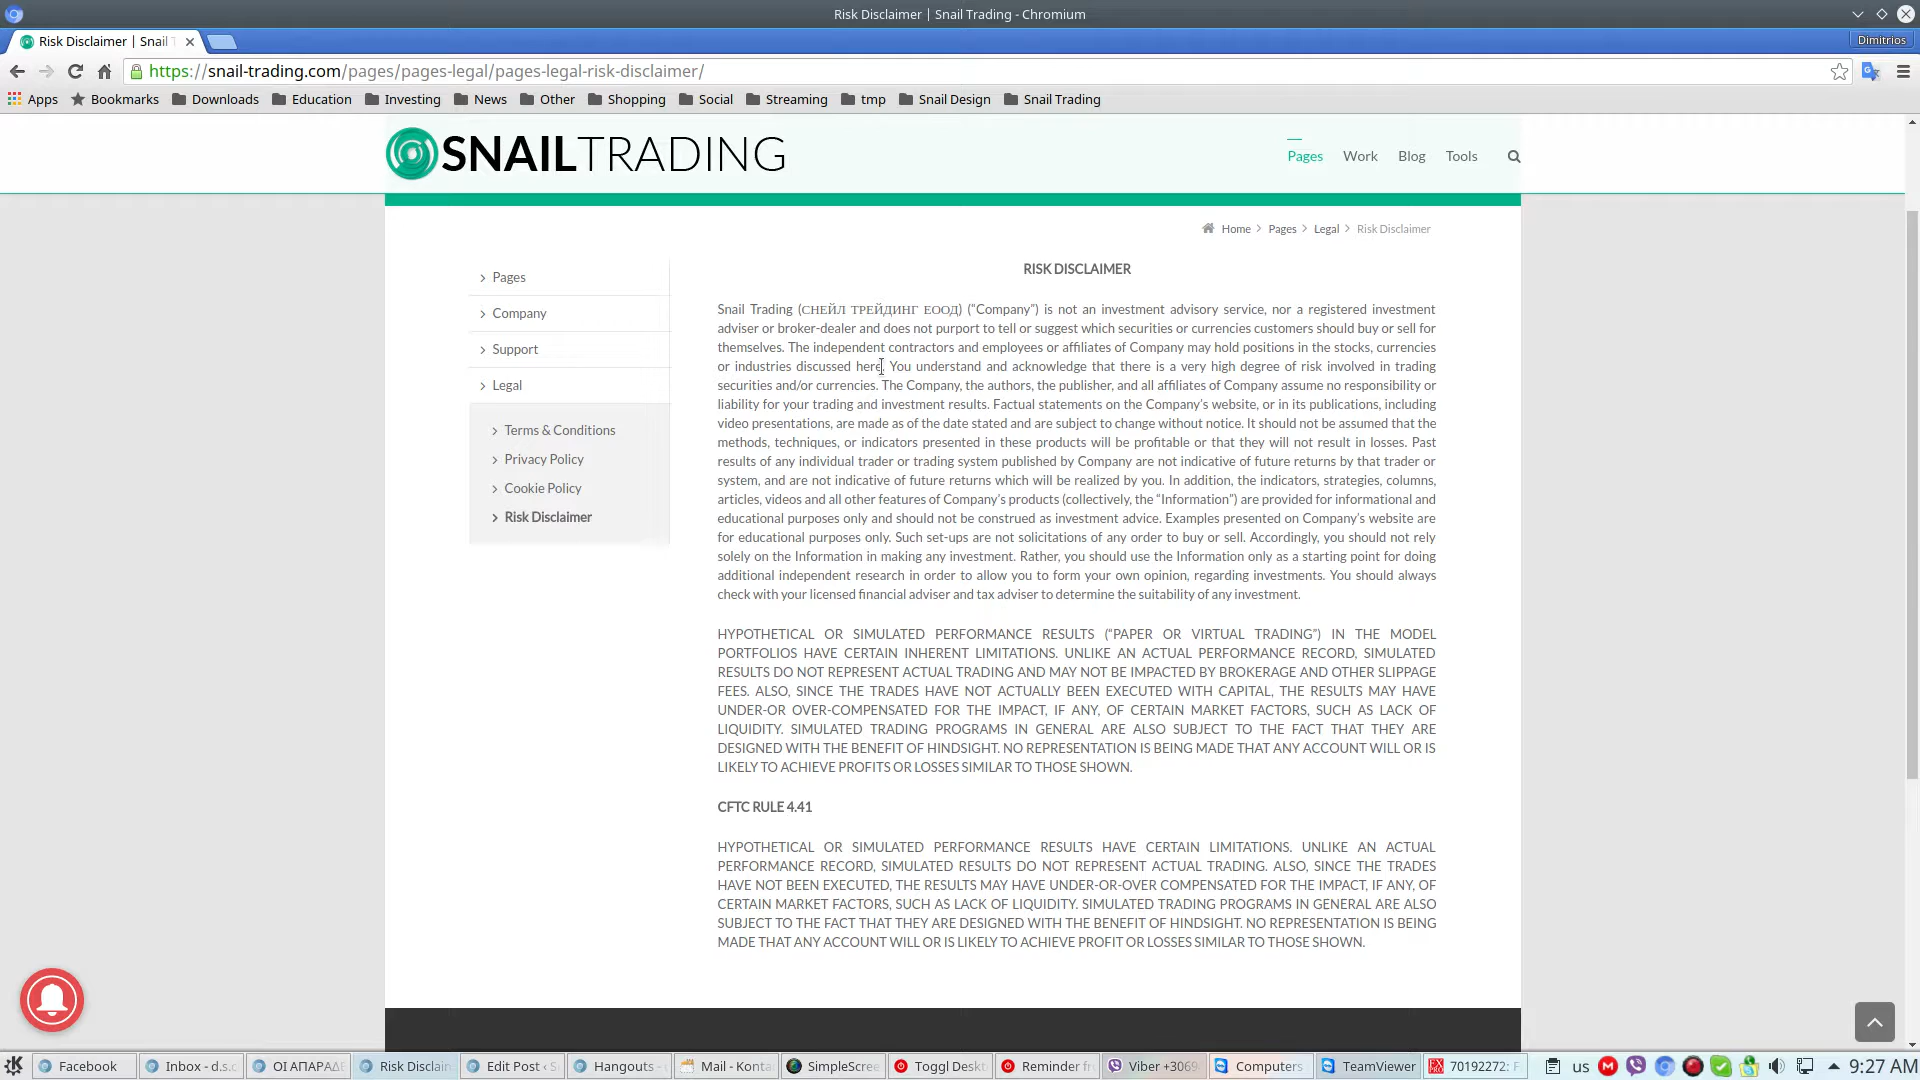 Risk Disclaimer | Snail Trading - Chromium
Risk Disclaimer | Snail
Dimitrios
https://snail-trading.com/pages/pages-legal/pages-legal-risk-disclaimer/
Apps Bookmarks Downloads Education Investing News Other Shopping Social Streaming tmp Snail Design Snail Trading
SNAILTRADING
Pages Work Blog Tools
Home > Pages > Legal > Risk Disclaimer
Pages
Company
Support
Legal
Terms & Conditions
Privacy Policy
Cookie Policy
Risk Disclaimer
RISK DISCLAIMER
Snail Trading (СНЕЙЛ ТРЕЙДИНГ ЕООД) (“Company”) is not an investment advisory service, nor a registered investment
adviser or broker-dealer and does not purport to tell or suggest which securities or currencies customers should buy or sell for
themselves. The independent contractors and employees or affiliates of Company may hold positions in the stocks, currencies
or industries discussed here. You understand and acknowledge that there is a very high degree of risk involved in trading
securities and/or currencies. The Company, the authors, the publisher, and all affiliates of Company assume no responsibility or
liability for your trading and investment results. Factual statements on the Company’s website, or in its publications, including
video presentations, are made as of the date stated and are subject to change without notice. It should not be assumed that the
methods, techniques, or indicators presented in these products will be profitable or that they will not result in losses. Past
results of any individual trader or trading system published by Company are not indicative of future returns by that trader or
system, and are not indicative of future returns which will be realized by you. In addition, the indicators, strategies, columns,
articles, videos and all other features of Company’s products (collectively, the “Information”) are provided for informational and
educational purposes only and should not be construed as investment advice. Examples presented on Company’s website are
for educational purposes only. Such set-ups are not solicitations of any order to buy or sell. Accordingly, you should not rely
solely on the Information in making any investment. Rather, you should use the Information only as a starting point for doing
additional independent research in order to allow you to form your own opinion, regarding investments. You should always
check with your licensed financial adviser and tax adviser to determine the suitability of any investment.
HYPOTHETICAL OR SIMULATED PERFORMANCE RESULTS (“PAPER OR VIRTUAL TRADING”) IN THE MODEL
PORTFOLIOS HAVE CERTAIN INHERENT LIMITATIONS. UNLIKE AN ACTUAL PERFORMANCE RECORD, SIMULATED
RESULTS DO NOT REPRESENT ACTUAL TRADING AND MAY NOT BE IMPACTED BY BROKERAGE AND OTHER SLIPPAGE
FEES. ALSO, SINCE THE TRADES HAVE NOT ACTUALLY BEEN EXECUTED WITH CAPITAL, THE RESULTS MAY HAVE
UNDER-OR OVER-COMPENSATED FOR THE IMPACT, IF ANY, OF CERTAIN MARKET FACTORS, SUCH AS LACK OF
LIQUIDITY. SIMULATED TRADING PROGRAMS IN GENERAL ARE ALSO SUBJECT TO THE FACT THAT THEY ARE
DESIGNED WITH THE BENEFIT OF HINDSIGHT. NO REPRESENTATION IS BEING MADE THAT ANY ACCOUNT WILL OR IS
LIKELY TO ACHIEVE PROFITS OR LOSSES SIMILAR TO THOSE SHOWN.
CFTC RULE 4.41
HYPOTHETICAL OR SIMULATED PERFORMANCE RESULTS HAVE CERTAIN LIMITATIONS. UNLIKE AN ACTUAL
PERFORMANCE RECORD, SIMULATED RESULTS DO NOT REPRESENT ACTUAL TRADING. ALSO, SINCE THE TRADES
HAVE NOT BEEN EXECUTED, THE RESULTS MAY HAVE UNDER-OR-OVER COMPENSATED FOR THE IMPACT, IF ANY, OF
CERTAIN MARKET FACTORS, SUCH AS LACK OF LIQUIDITY. SIMULATED TRADING PROGRAMS IN GENERAL ARE ALSO
SUBJECT TO THE FACT THAT THEY ARE DESIGNED WITH THE BENEFIT OF HINDSIGHT. NO REPRESENTATION IS BEING
MADE THAT ANY ACCOUNT WILL OR IS LIKELY TO ACHIEVE PROFIT OR LOSSES SIMILAR TO THOSE SHOWN.
Facebook Inbox - d.s. ΟΙ ΑΠΑΡΑΔ Risk Disclaim Edit Post ‹ Hangouts - Mail - Konta SimpleScree Toggl Deskt Reminder fr Viber +3069 Computers TeamViewer 70192272: F us 9:27 AM